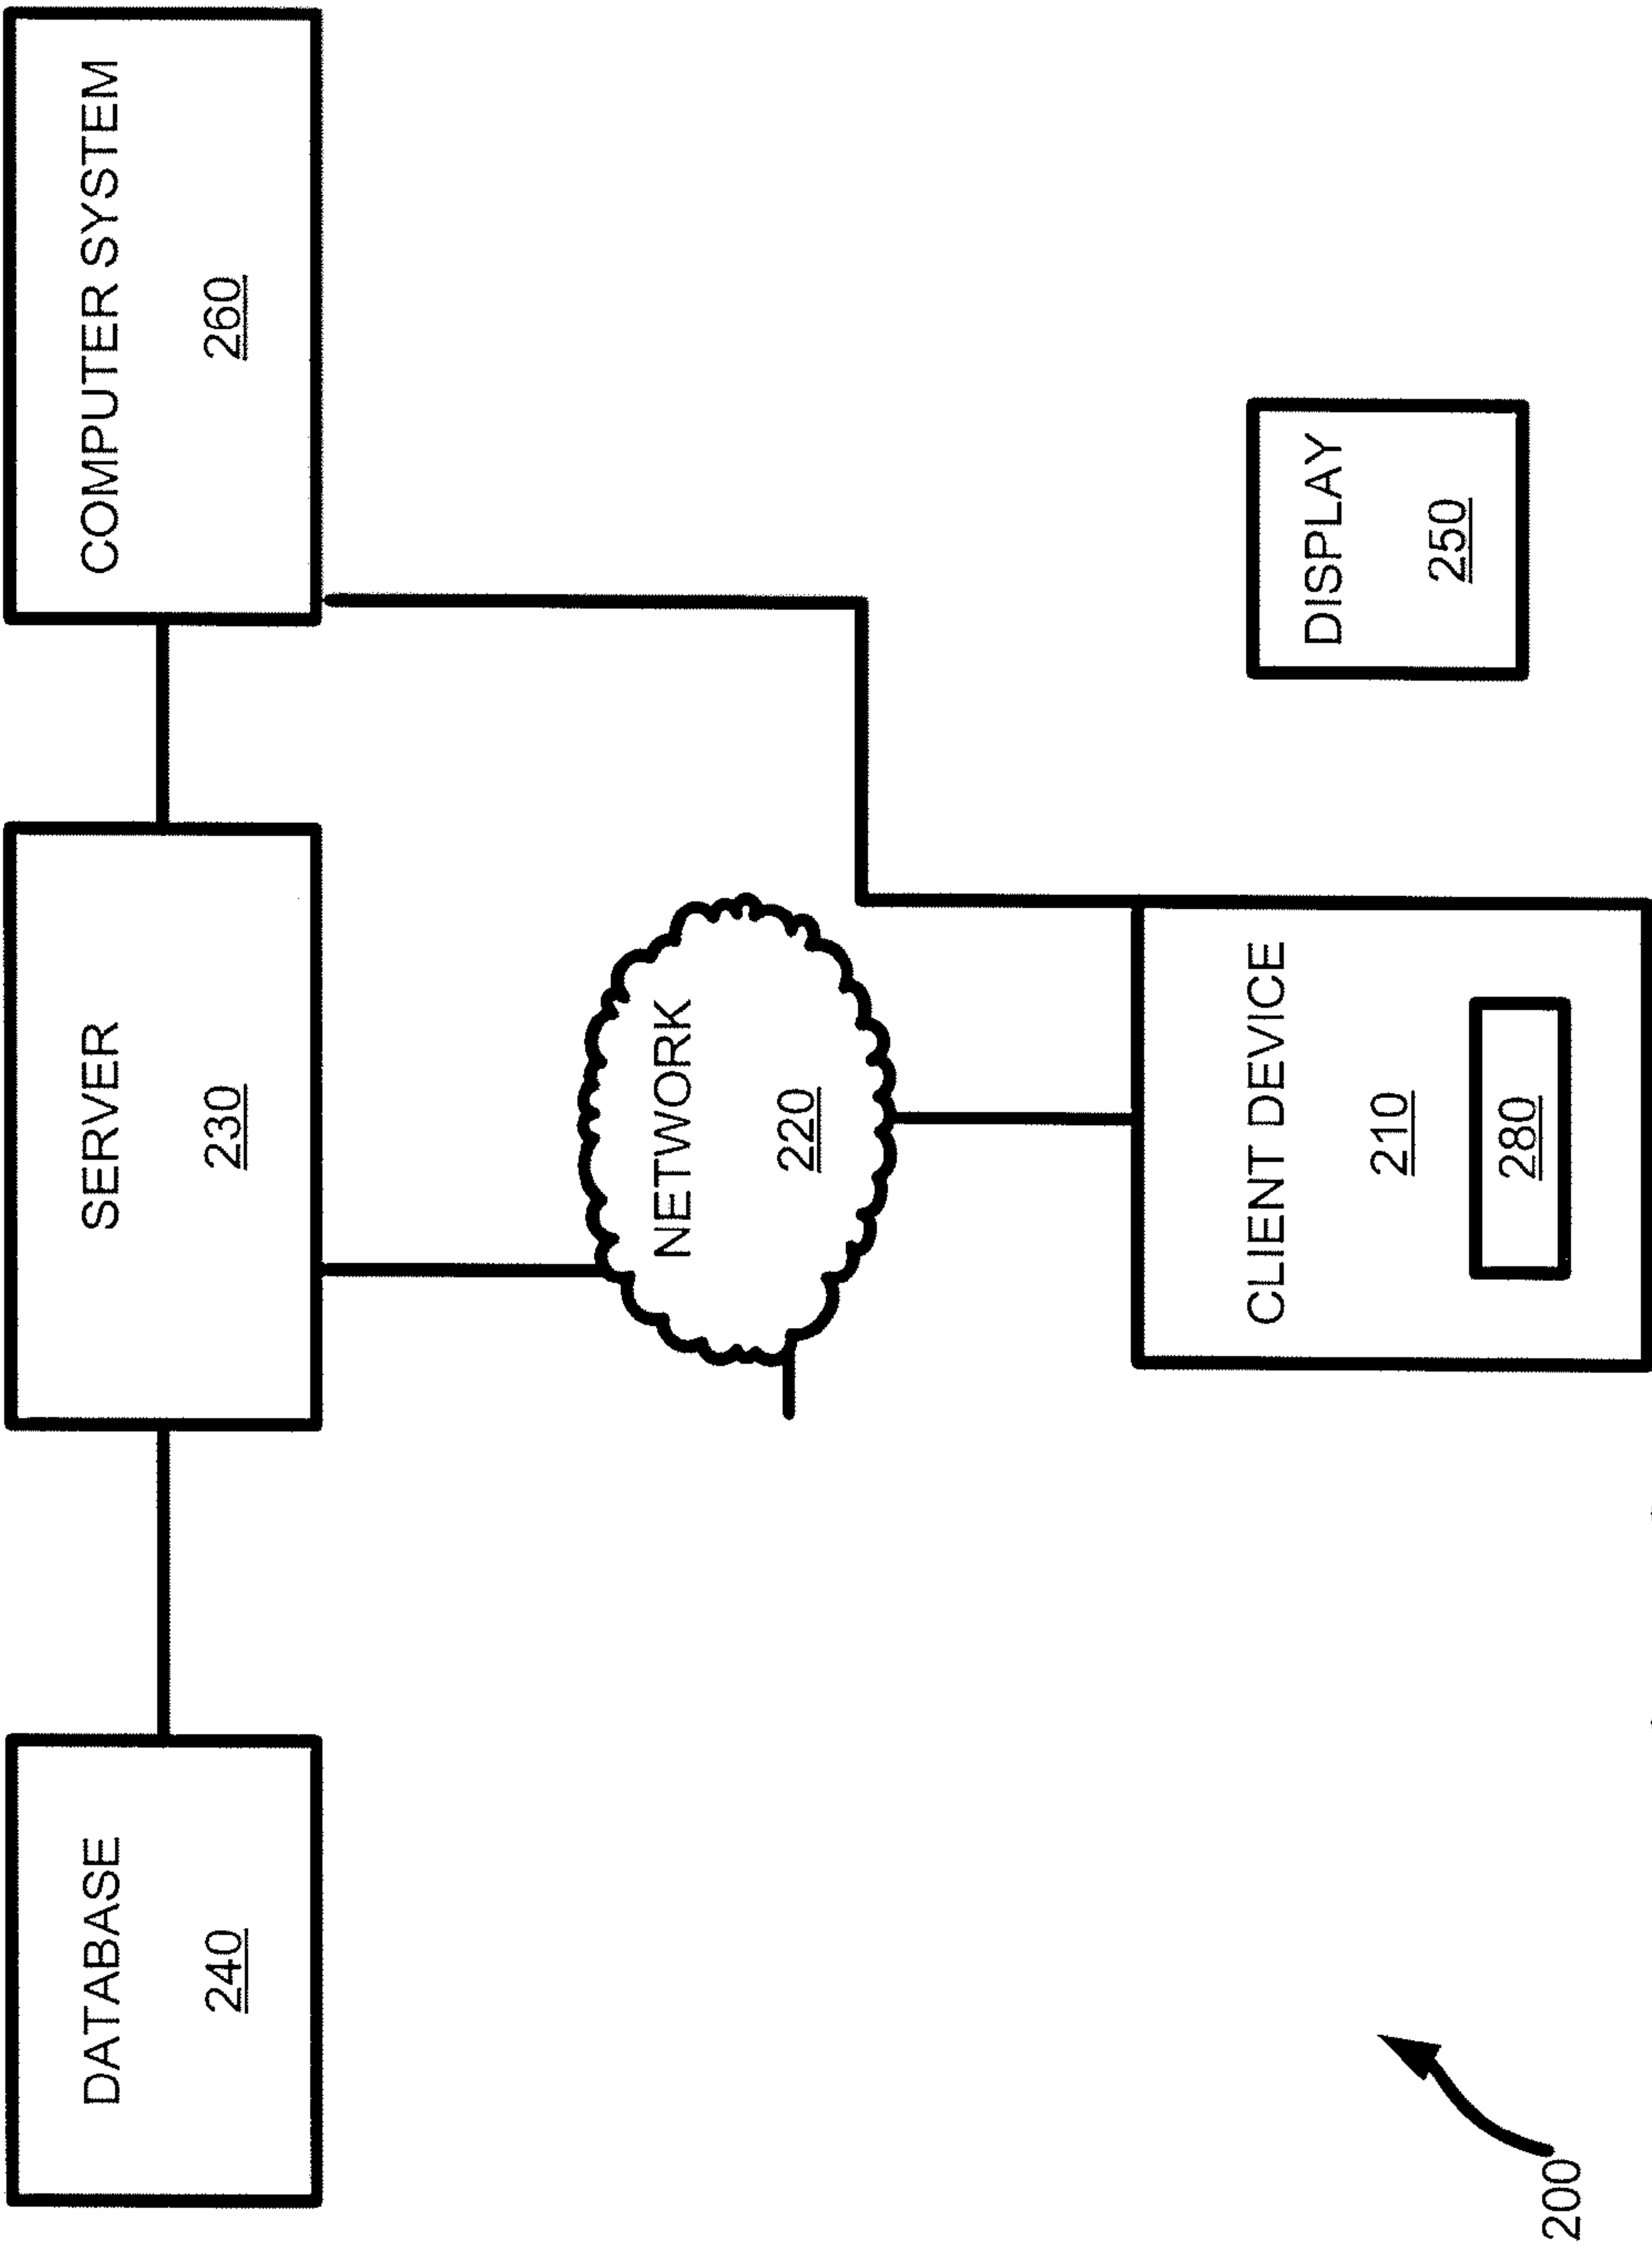 DATABASE
240
SERVER
230
COMPUTER SYSTEM
260
NETWORK
220
CLIENT DEVICE
210
280
DISPLAY
250
200